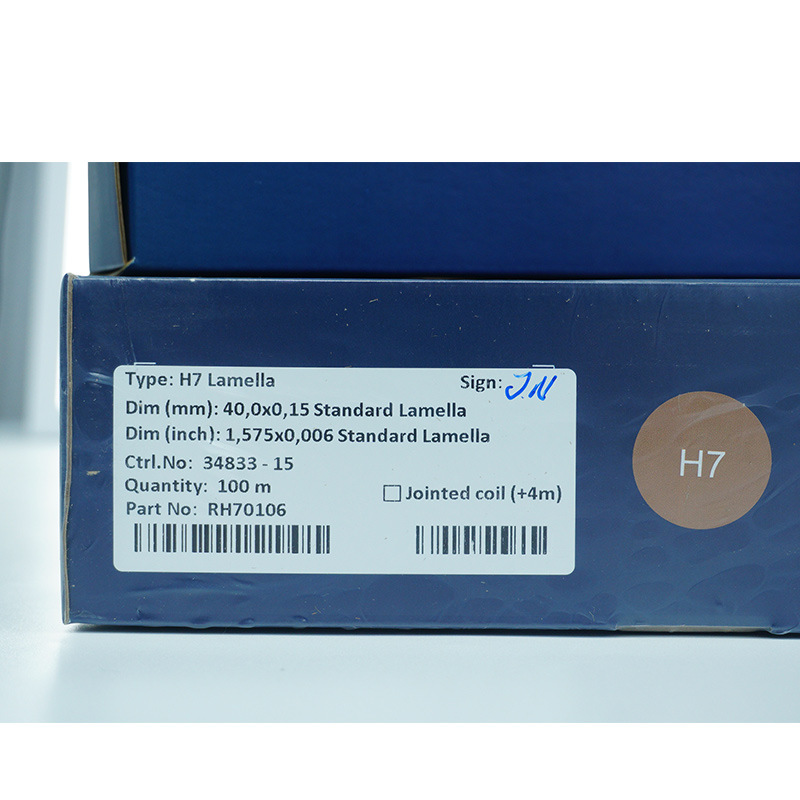 Type: H7 Lamella Sign: JN
Dim (mm): 40,0x0,15 Standard Lamella
Dim (inch): 1,575x0,006 Standard Lamella
Ctrl.No: 34833 - 15
Quantity: 100 m Jointed coil (+4m)
Part No: RH70106
H7